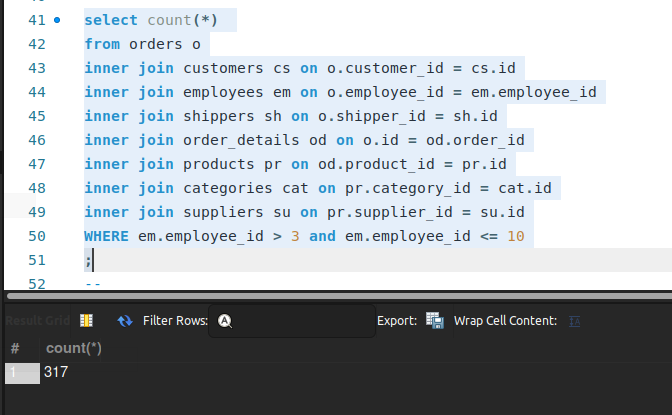 41 select count(*)
42 from orders o
43 inner join customers cs on o.customer_id = cs.id
44 inner join employees em on o.employee_id = em.employee_id
45 inner join shippers sh on o.shipper_id = sh.id
46 inner join order_details od on o.id = od.order_id
47 inner join products pr on od.product_id = pr.id
48 inner join categories cat on pr.category_id = cat.id
49 inner join suppliers su on pr.supplier_id = su.id
50 WHERE em.employee_id > 3 and em.employee_id <= 10
51 ;
52 --
Result Grid Filter Rows: Export: Wrap Cell Content:
# count(*)
1 317